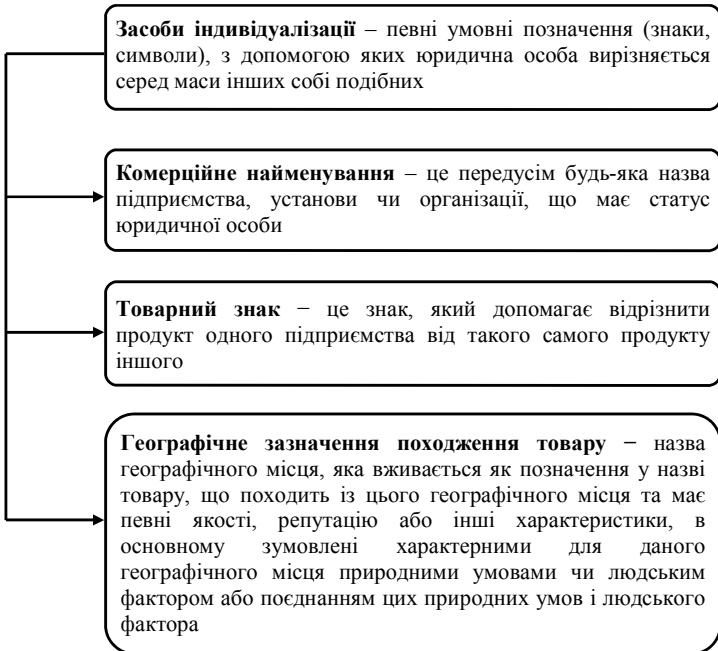 Засоби індивідуалізації – певні умовні позначення (знаки,
символи), з допомогою яких юридична особа вирізняється
серед маси інших собі подібних
Комерційне найменування – це передусім будь-яка назва
підприємства, установи чи організації, що має статус
юридичної особи
Товарний знак − це знак, який допомагає відрізнити
продукт одного підприємства від такого самого продукту
іншого
Географічне зазначення походження товару − назва
географічного місця, яка вживається як позначення у назві
товару, що походить із цього географічного місця та має
певні якості, репутацію або інші характеристики, в
основному зумовлені характерними для даного
географічного місця природними умовами чи людським
фактором або поєднанням цих природних умов і людського
фактора